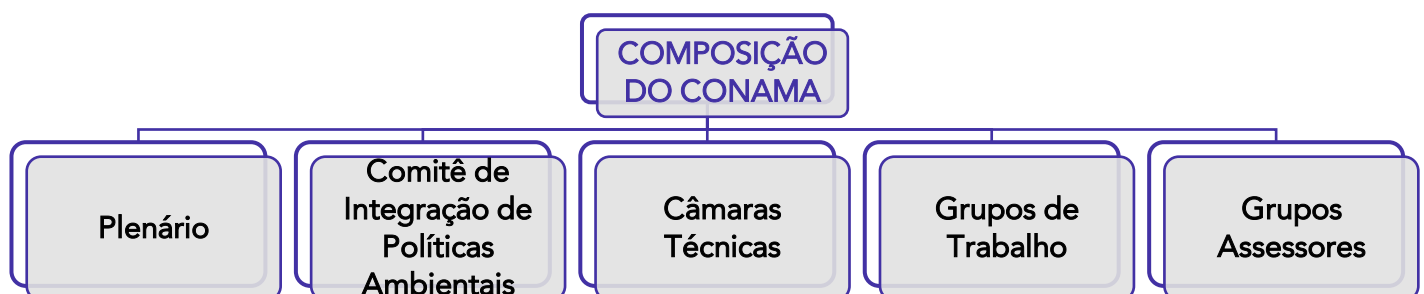 COMPOSIÇÃO
DO CONAMA
Plenário
Comitê de
Integração de
Políticas
Ambientais
Câmaras
Técnicas
Grupos de
Trabalho
Grupos
Assessores